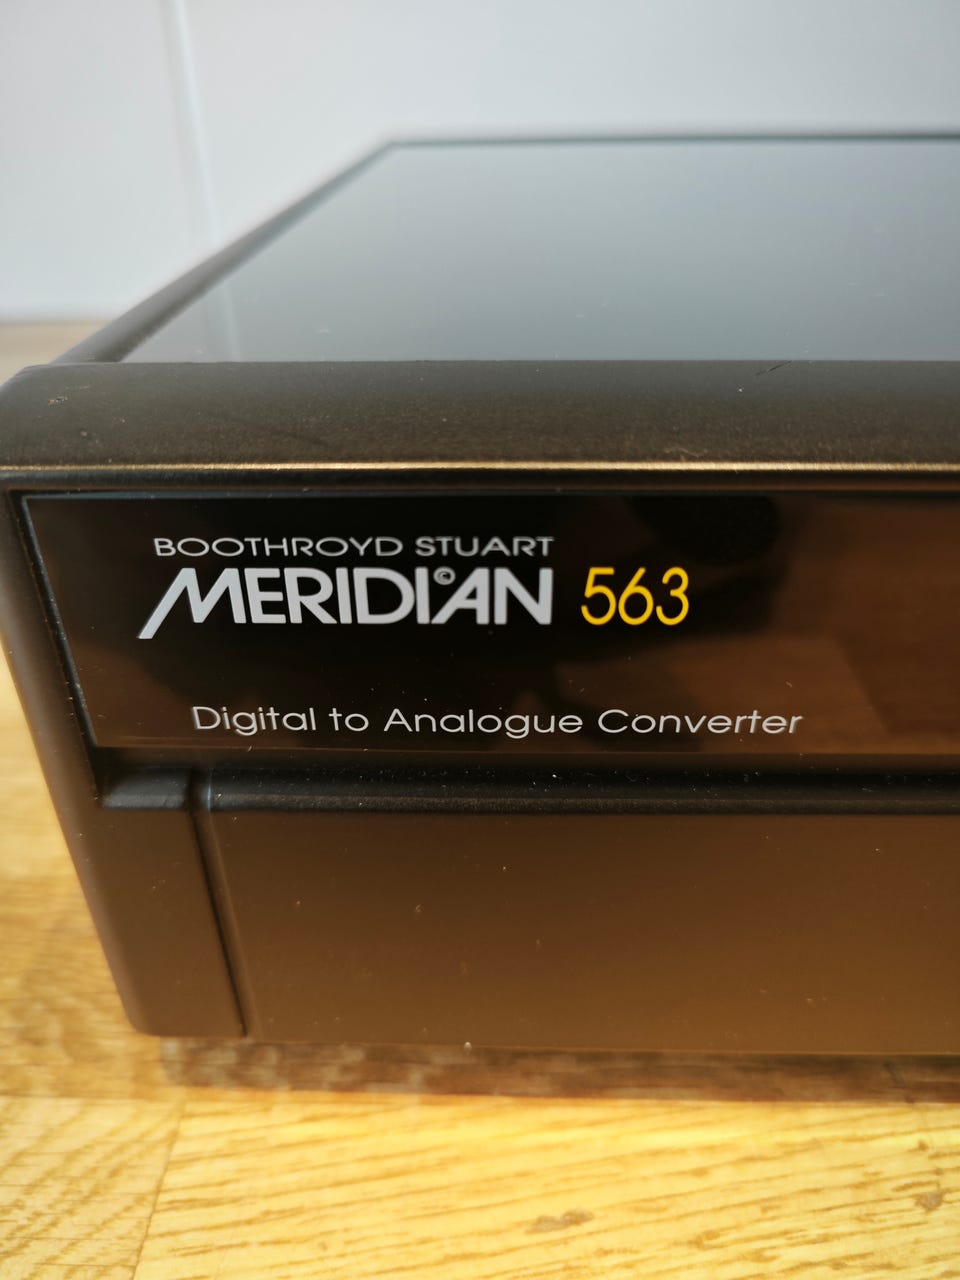 BOOTHROYD STUART
MERIDIAN © 563
Digital to Analogue Converter